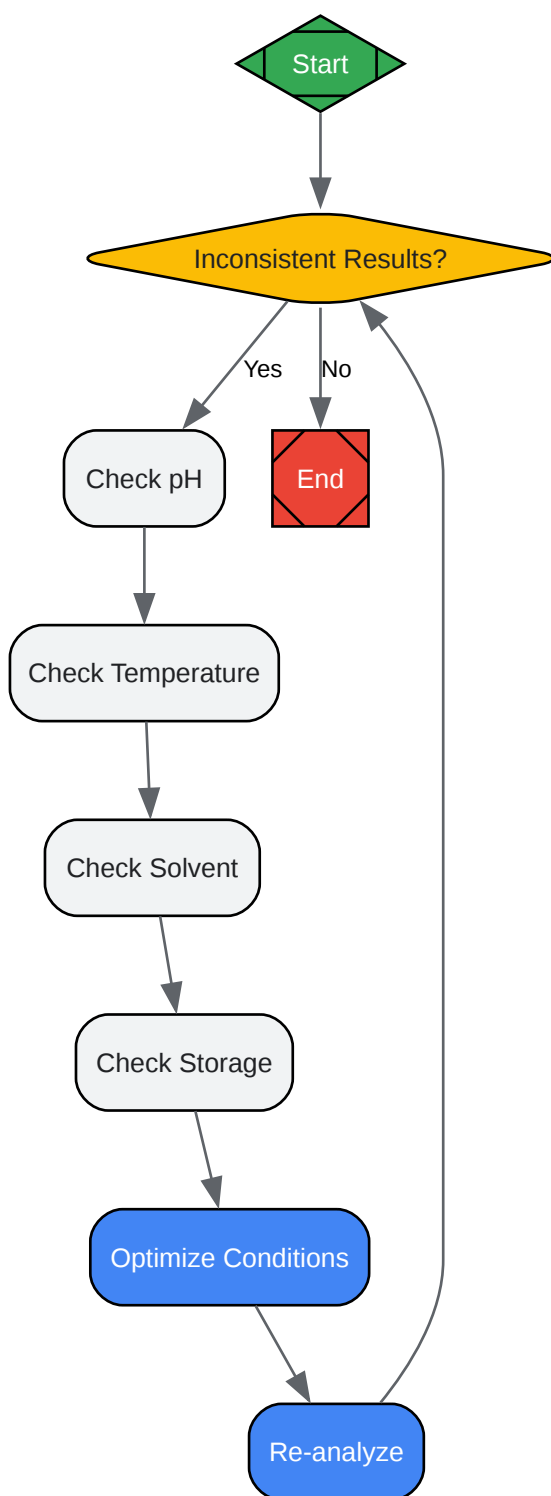 Start
Inconsistent Results?
Yes
No
Check pH
End
Check Temperature
Check Solvent
Check Storage
Optimize Conditions
Re-analyze